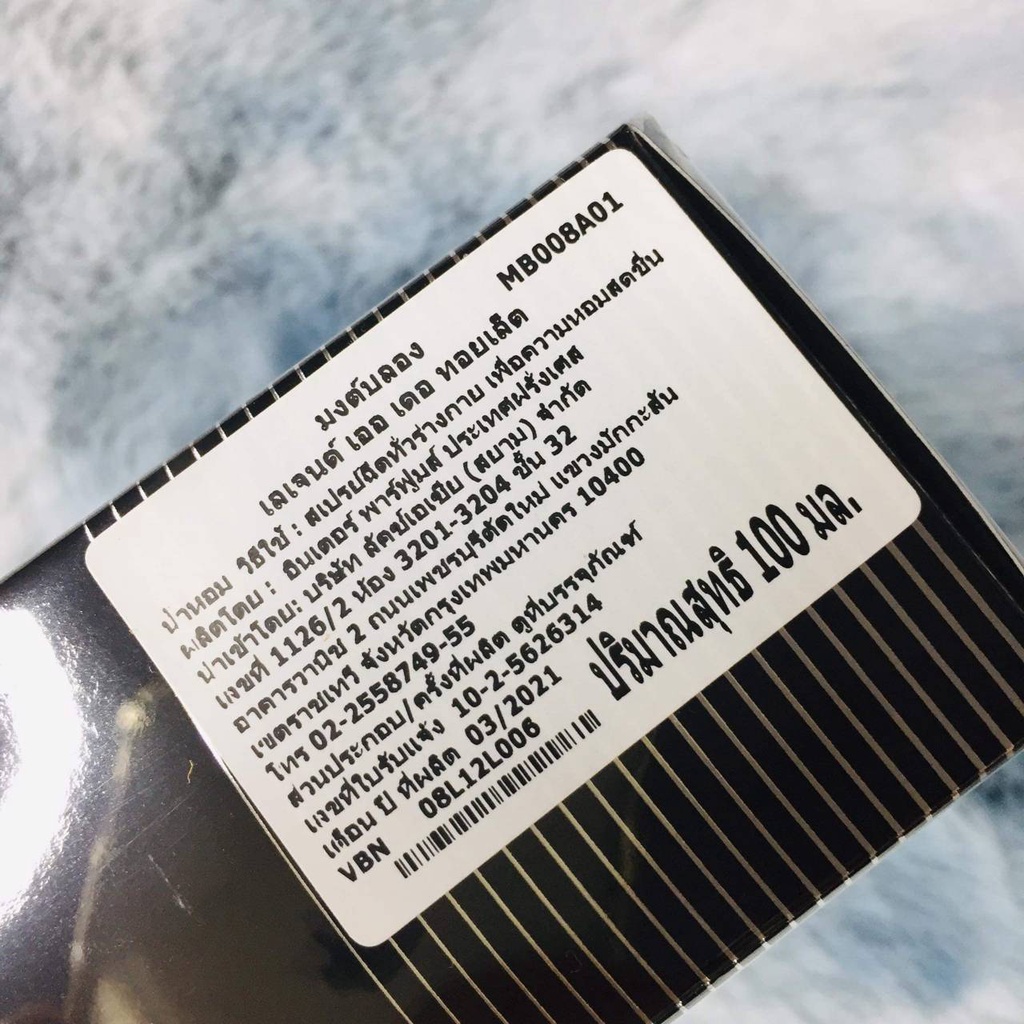 MB008A01
มงต์บลอง
เลเจนด์ เออ เดอ ทอยเล็ต
น้ำหอม วิธีใช้ : สเปรย์ฉีดทั่วร่างกาย เพื่อความหอมสดชื่น
ผลิตโดย : อินเตอร์ พาร์ฟูมส์ ประเทศฝรั่งเศส
นำเข้าโดย: บริษัท ลัคซ์เอเซีย (สยาม) จำกัด
เลขที่ 1126/2 ห้อง 3201-3204 ชั้น 32
อาคารวานิช 2 ถนนเพชรบุรีตัดใหม่ แขวงมักกะสัน
เขตราชเทวี จังหวัดกรุงเทพมหานคร 10400
โทร 02-2558749-55
ส่วนประกอบ/ครั้งที่ผลิต ดูที่บรรจุภัณฑ์
เลขที่ใบรับแจ้ง 10-2-5626314
เดือน ปี ที่ผลิต 03/2021
VBN 08L12L006
ปริมาณสุทธิ 100 มล.